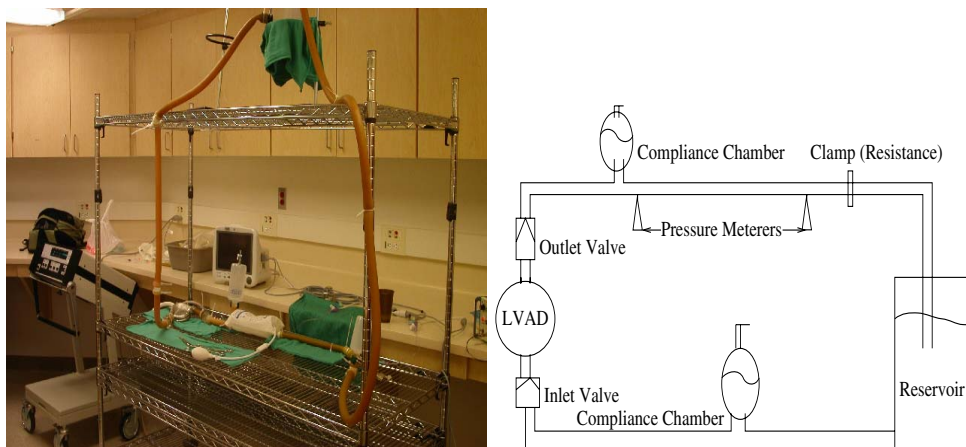 Compliance Chamber
Clamp (Resistance)
Pressure Meterers
Outlet Valve
LVAD
Inlet Valve
Compliance Chamber
Reservoir